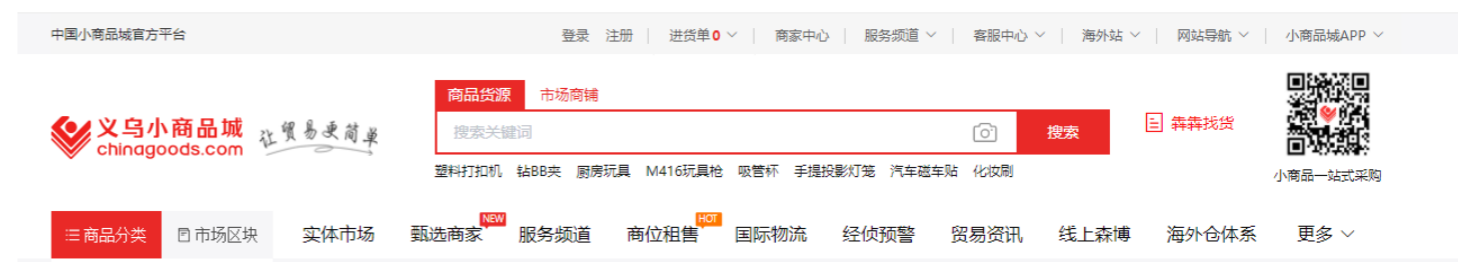 中国小商品城官方平台 登录 注册 进货单0 商家中心 服务频道 客服中心 海外站 网站导航 小商品城APP
商品货源 市场商铺
义乌小商品城 让贸易更简单
chinagoods.com
搜索关键词 搜索 犇犇找货
塑料打扣机 钻BB夹 厨房玩具 M416玩具枪 吸管杯 手提投影灯笼 汽车磁车贴 化妆刷
小商品一站式采购
商品分类 市场区块 实体市场 甄选商家 NEW 服务频道 商位租售 HOT 国际物流 经侦预警 贸易资讯 线上森博 海外仓体系 更多